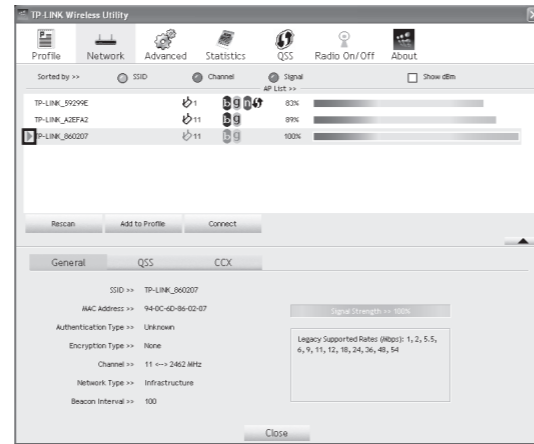 TP-LINK Wireless Utility
Profile Network Advanced Statistics QSS Radio On/Off About
Sorted by >> SSID Channel Signal Show dBm
AP List >>
TP-LINK_59299E 1 b g n 83%
TP-LINK_A2EFA2 11 b g 89%
TP-LINK_860207 11 b g 100%
Rescan Add to Profile Connect
General QSS CCX
SSID >> TP-LINK_860207
MAC Address >> 94-0C-6D-86-02-07
Authentication Type >> Unknown
Encryption Type >> None
Channel >> 11 <--> 2462 MHz
Network Type >> Infrastructure
Beacon Interval >> 100
Signal Strength >> 100%
Legacy Supported Rates (Mbps): 1, 2, 5.5,
6, 9, 11, 12, 18, 24, 36, 48, 54
Close